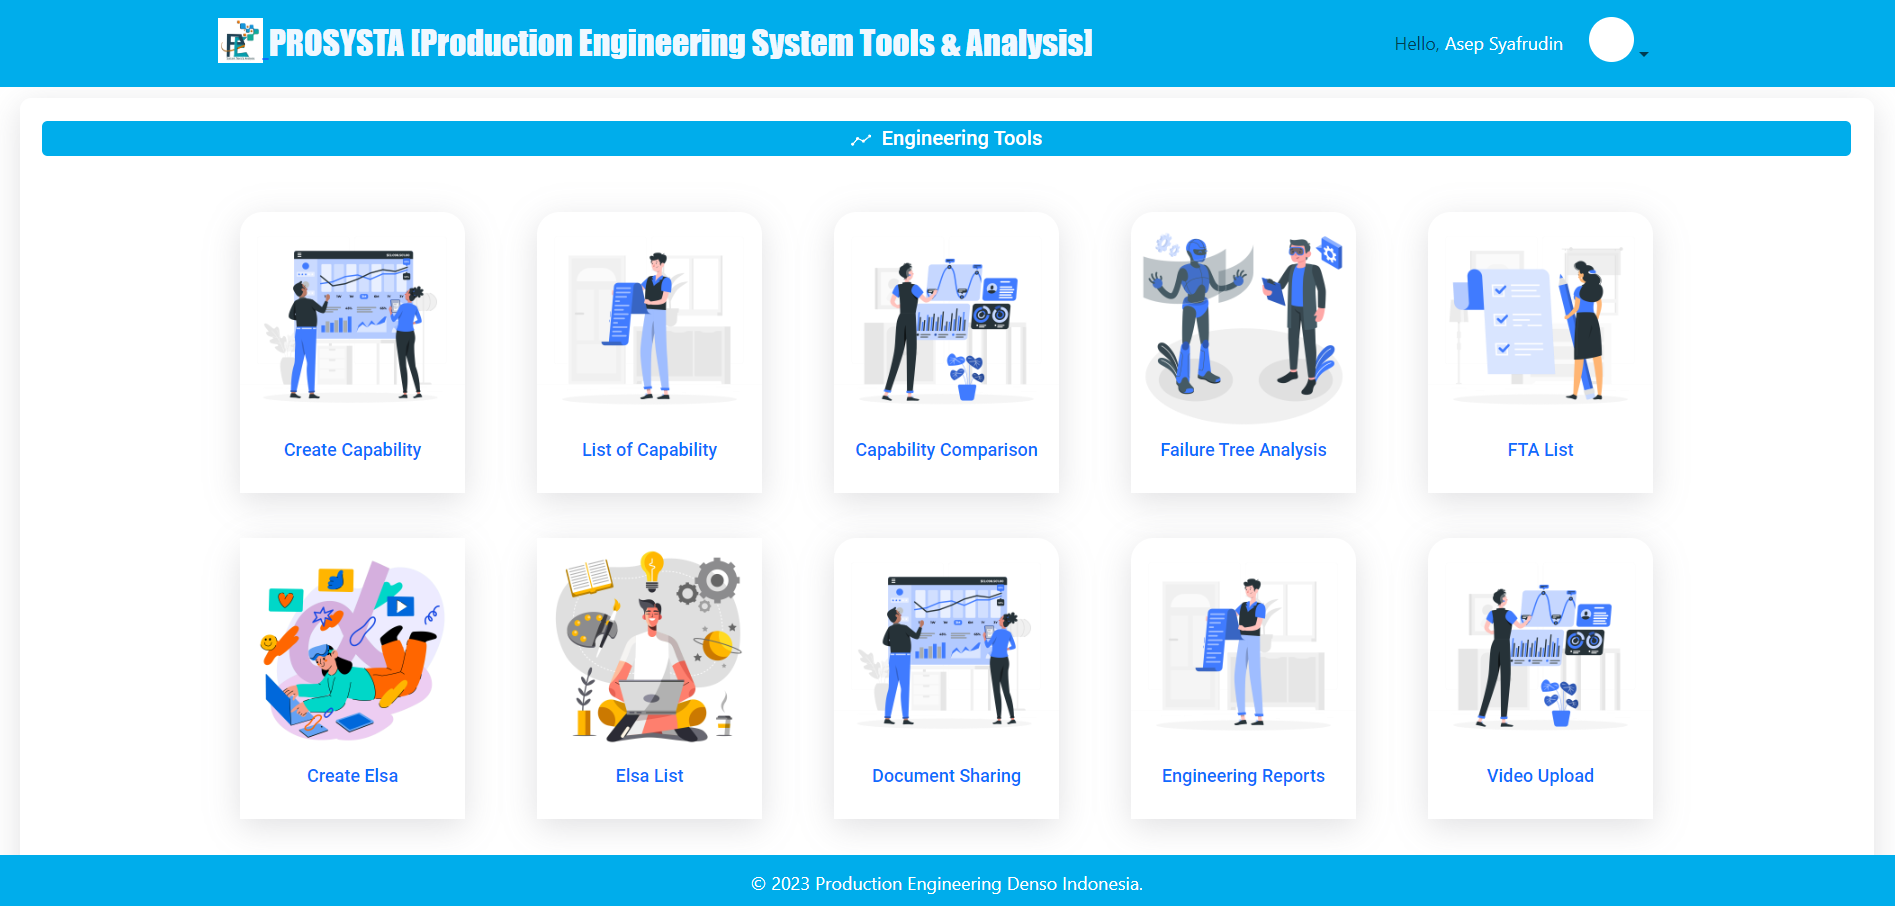 PROSYSTA [Production Engineering System Tools & Analysis]
Hello, Asep Syafrudin
Engineering Tools
Create Capability
List of Capability
Capability Comparison
Failure Tree Analysis
FTA List
Create Elsa
Elsa List
Document Sharing
Engineering Reports
Video Upload
© 2023 Production Engineering Denso Indonesia.